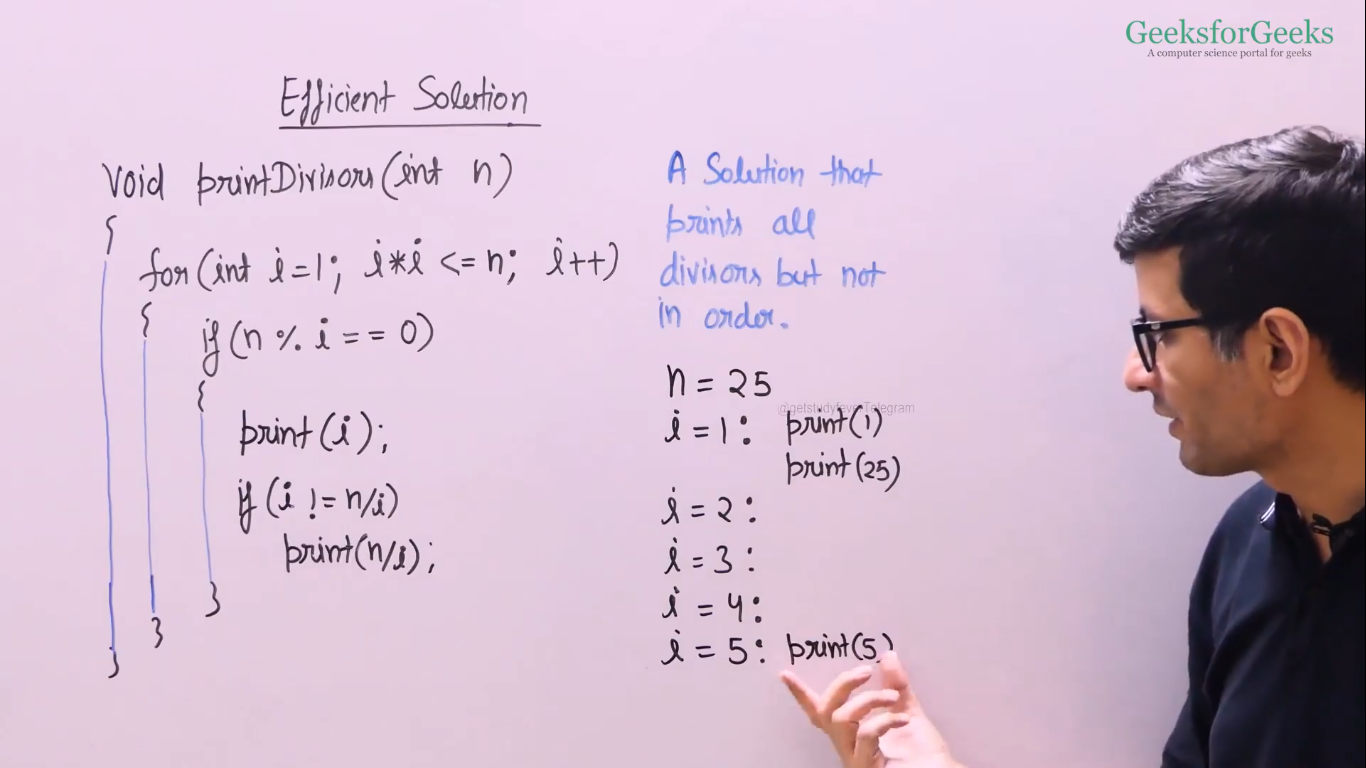 GeeksforGeeks
A computer science portal for geeks
Efficient Solution
Void printDivisors(int n)
{
for(int i=1; i*i <= n; i++)
{
if(n % i == 0)
{
print(i);
if(i != n/i)
print(n/i);
}
}
}
A Solution that
prints all
divisors but not
in order.
n = 25
@getstudyfever Telegram
i = 1: print(1)
print(25)
i = 2:
i = 3:
i = 4:
i = 5: print(5)